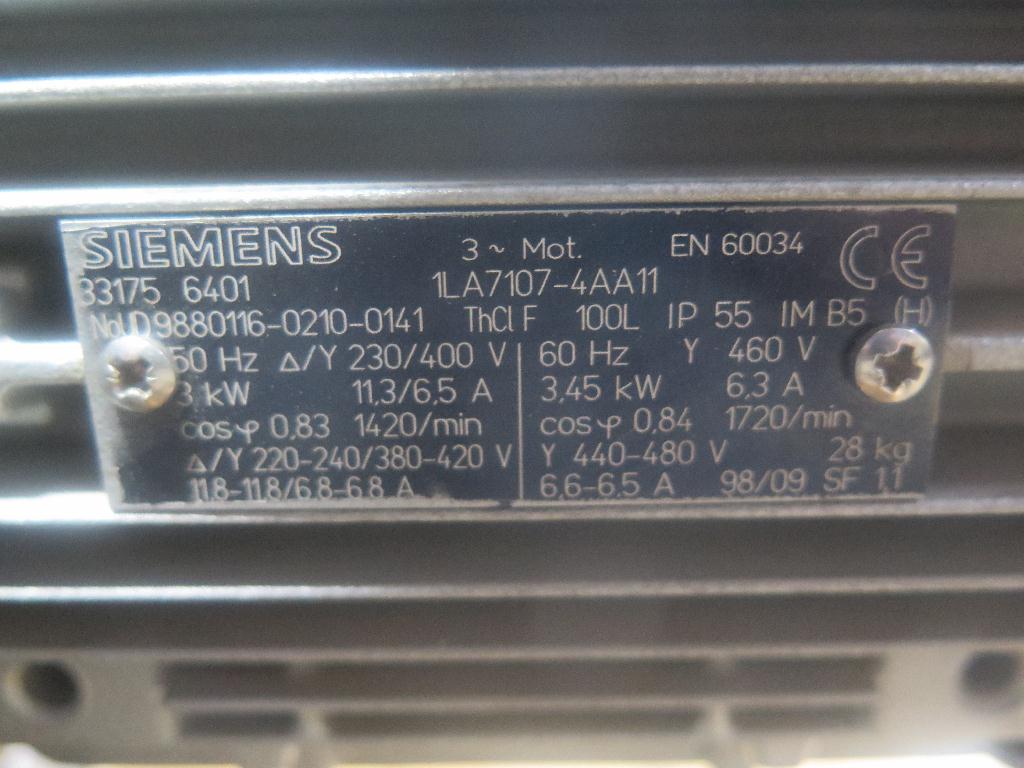 SIEMENS 3 ~ Mot. EN 60034 CE
33175 6401 1LA7107-4AA11
No UD 9880116-0210-0141 ThCl F 100L IP 55 IM B5 (H)
50 Hz △/Y 230/400 V 60 Hz Y 460 V
3 kW 11,3/6,5 A 3,45 kW 6,3 A
cosφ 0,83 1420/min cosφ 0,84 1720/min
△/Y 220-240/380-420 V Y 440-480 V 28 kg
11,8-11,8/6,8-6,8 A 6,6-6,5 A 98/09 SF 1,1